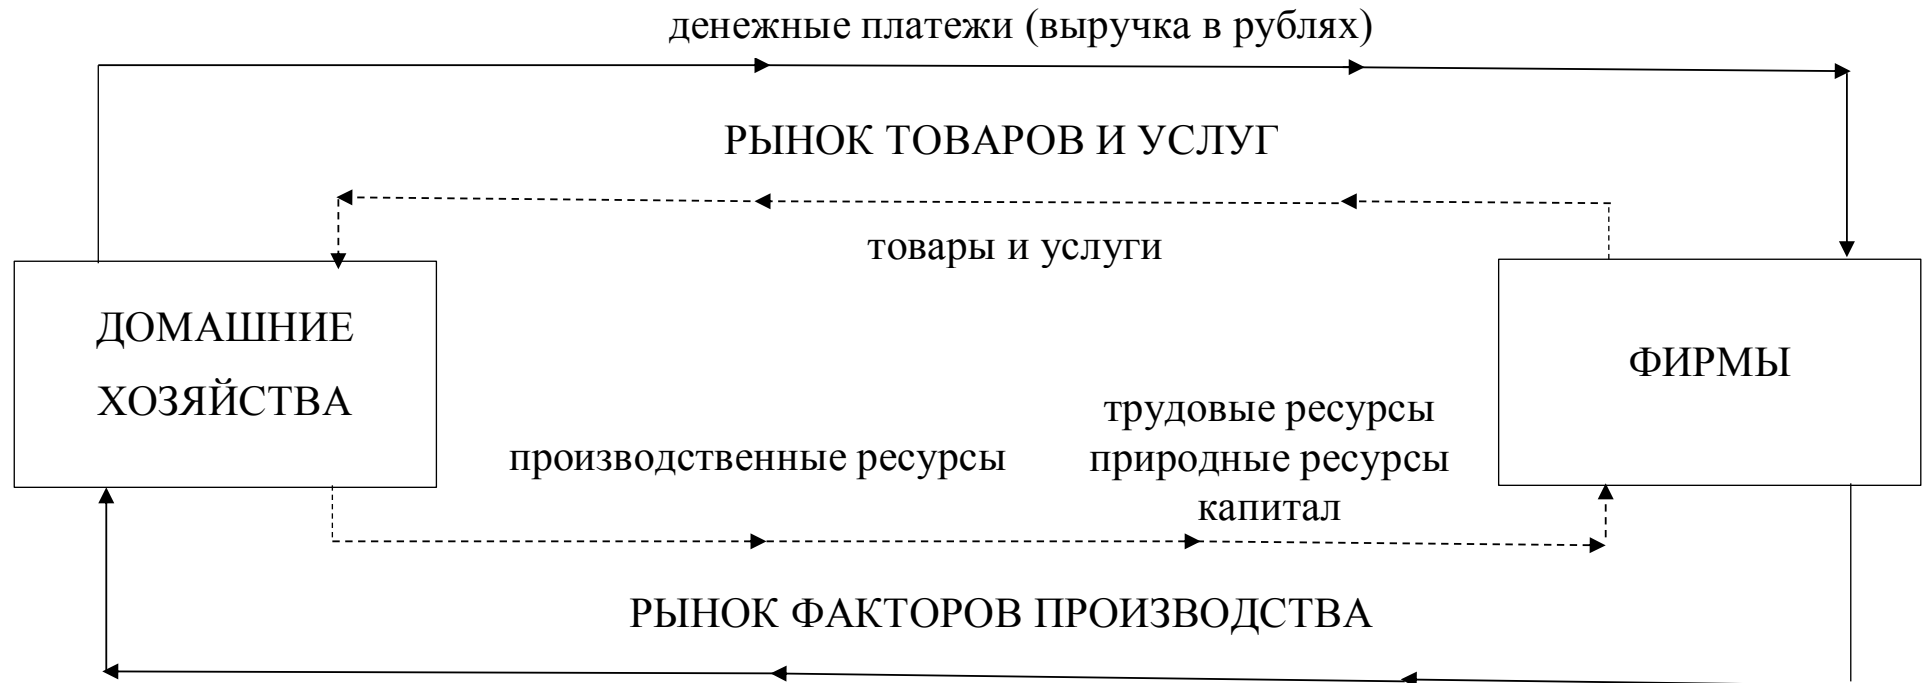 денежные платежи (выручка в рублях)
РЫНОК ТОВАРОВ И УСЛУГ
товары и услуги
ДОМАШНИЕ
ХОЗЯЙСТВА
ФИРМЫ
производственные ресурсы
трудовые ресурсы
природные ресурсы
капитал
РЫНОК ФАКТОРОВ ПРОИЗВОДСТВА